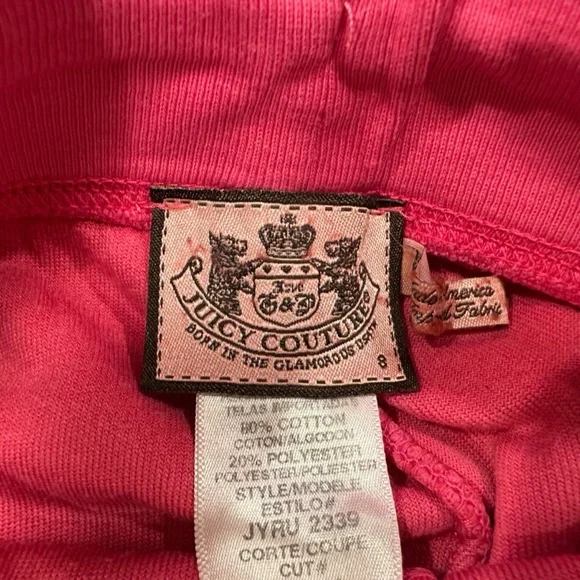 G&P
JUICY COUTURE
BORN IN THE GLAMOROUS USA
8
America
Fabric
TELAS
80% COTTON
COTON/ALGODON
20% POLYESTER
POLYESTER/POLIESTER
STYLE/MODELE
ESTILO#
JYRU 2339
CORTE/COUPE
CUT#